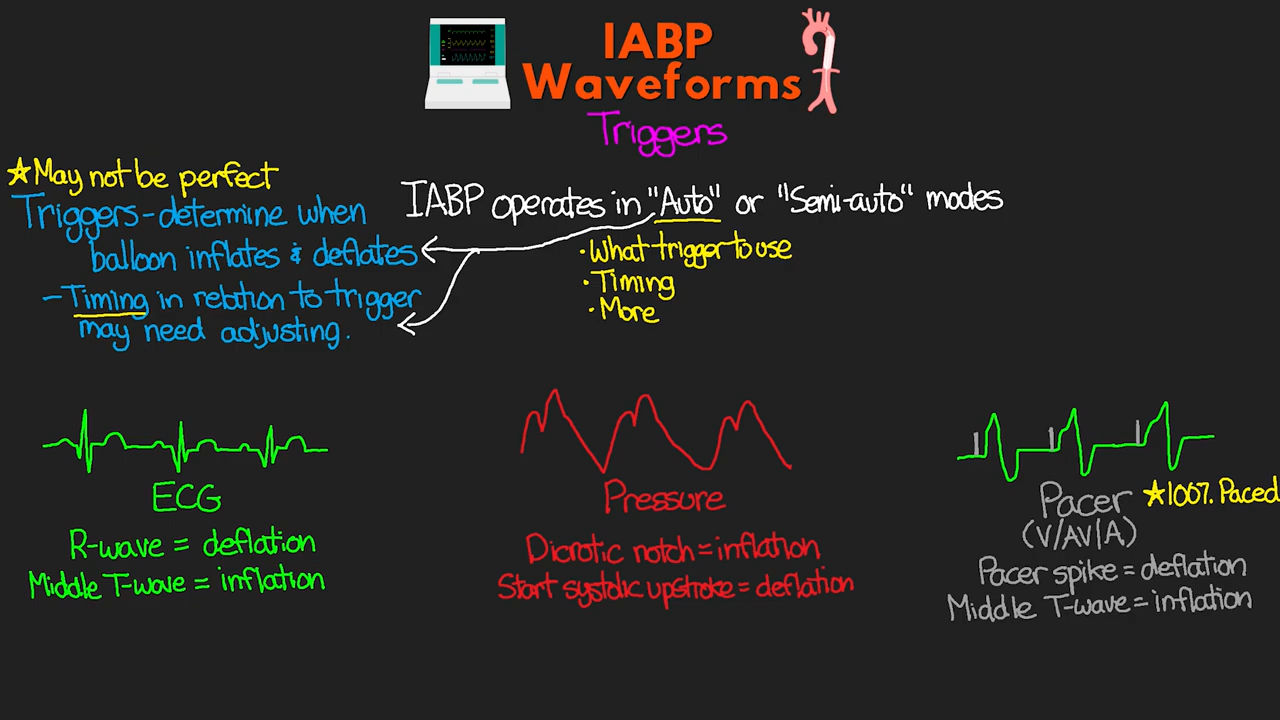 IABP
Waveforms
Triggers
☆May not be perfect
Triggers-determine when
balloon inflates & deflates
-Timing in relation to trigger
may need adjusting.
IABP operates in "Auto" or "Semi-auto" modes
·What trigger to use
·Timing
·More
ECG
R-wave = deflation
Middle T-wave = inflation
Pressure
Dicrotic notch=inflation
Start systolic upstroke = deflation
Pacer ☆100%. Paced
(V/AV/A)
Pacer spike = deflation
Middle T-wave = inflation